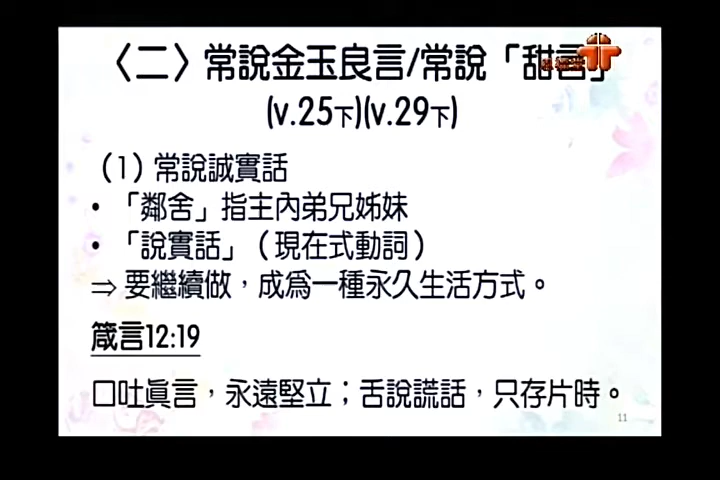 〈二〉常說金玉良言/常說「甜言」
(v.25下)(v.29下)
(1) 常說誠實話
• 「鄰舍」指主內弟兄姊妹
• 「說實話」（現在式動詞）
⇒ 要繼續做，成為一種永久生活方式。
箴言12:19
口吐真言，永遠堅立；舌說謊話，只存片時。
11